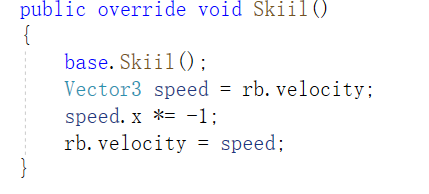 public override void Skiil()
{
base.Skiil();
Vector3 speed = rb.velocity;
speed.x *= -1;
rb.velocity = speed;
}